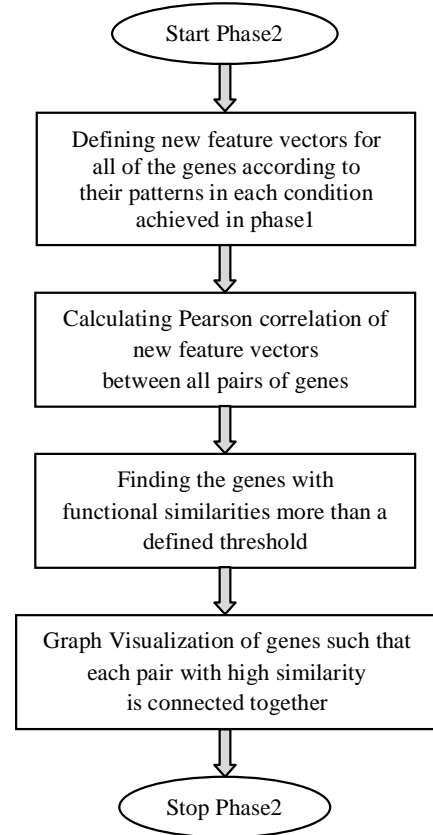 Start Phase2
Defining new feature vectors for
all of the genes according to
their patterns in each condition
achieved in phase1
Calculating Pearson correlation of
new feature vectors
between all pairs of genes
Finding the genes with
functional similarities more than a
defined threshold
Graph Visualization of genes such that
each pair with high similarity
is connected together
Stop Phase2